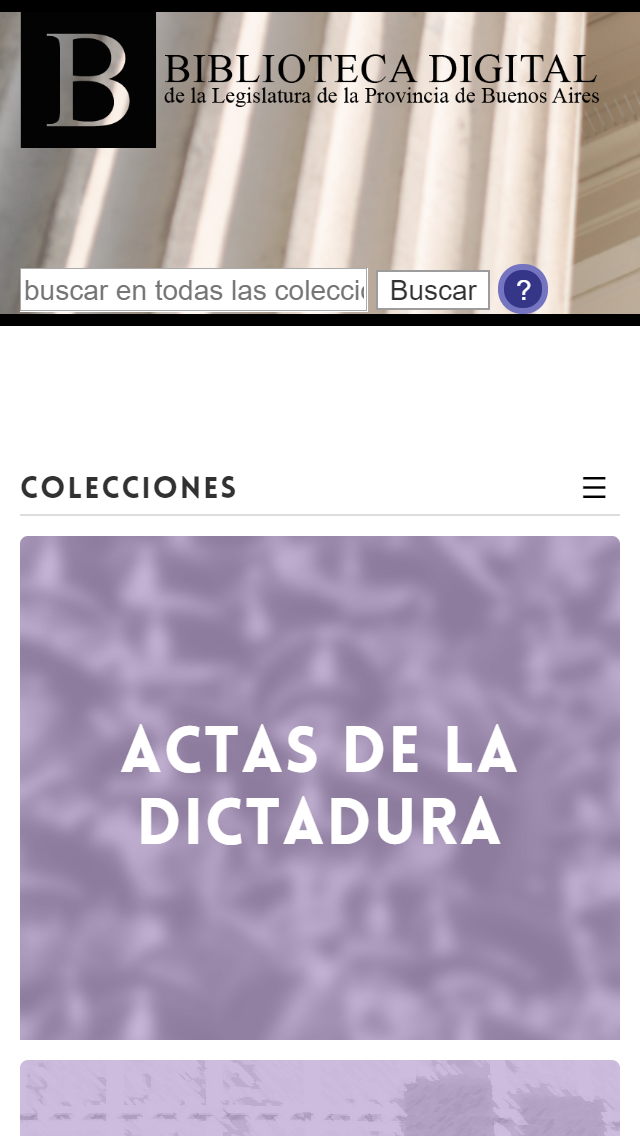 B
BIBLIOTECA DIGITAL
de la Legislatura de la Provincia de Buenos Aires
buscar en todas las colecci
Buscar
?
COLECCIONES
ACTAS DE LA
DICTADURA